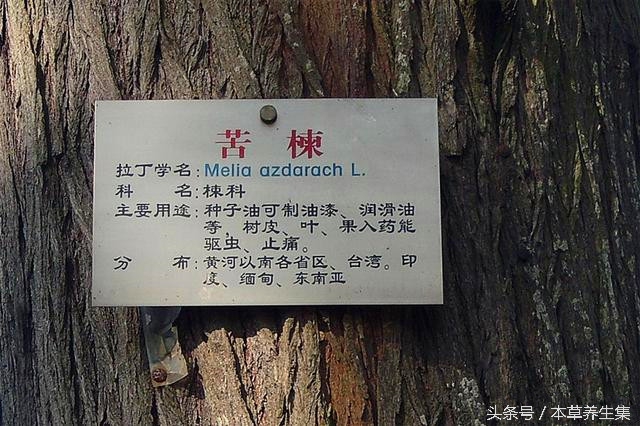 苦楝
拉丁学名:Melia azdarach L.
科 名:楝科
主要用途:种子油可制油漆、润滑油
等,树皮、叶、果入药能
驱虫、止痛。
分 布:黄河以南各省区、台湾。印
度、缅甸、东南亚
头条号 / 本草养生集